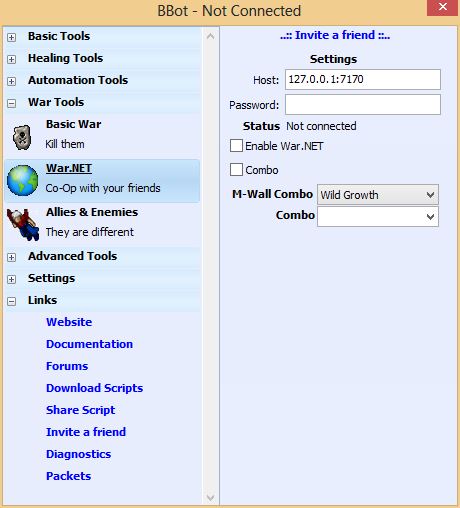 BBot - Not Connected
Basic Tools
Healing Tools
Automation Tools
War Tools
Basic War
Kill them
War.NET
Co-Op with your friends
Allies & Enemies
They are different
Advanced Tools
Settings
Links
Website
Documentation
Forums
Download Scripts
Share Script
Invite a friend
Diagnostics
Packets
..:: Invite a friend ::..
Settings
Host: 127.0.0.1:7170
Password:
Status Not connected
Enable War.NET
Combo
M-Wall Combo Wild Growth
Combo